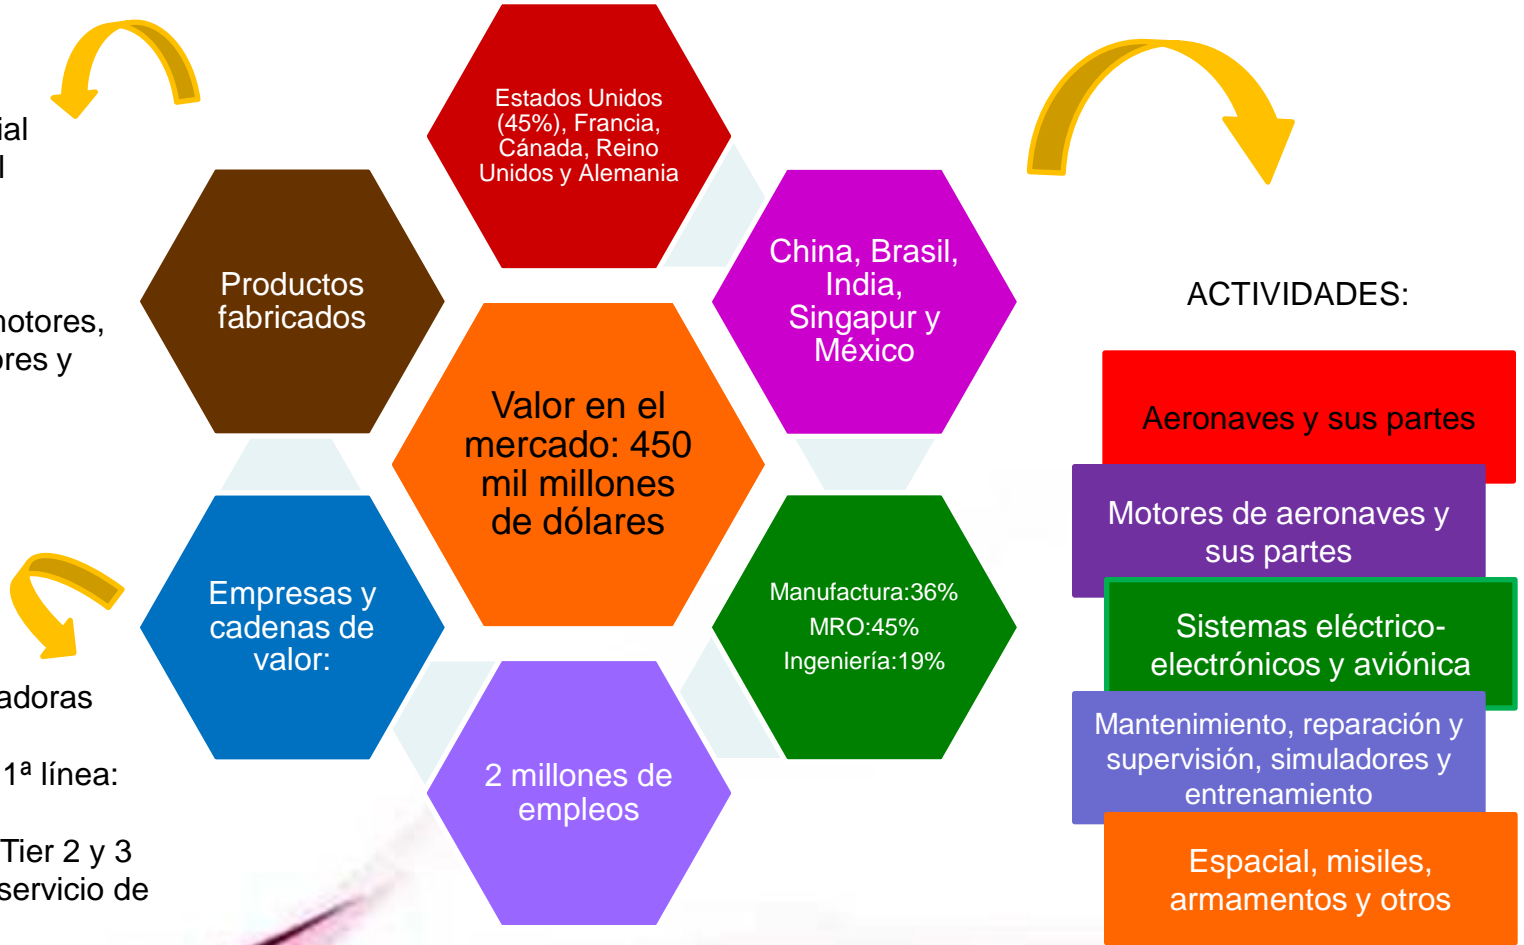 ial
l
notores,
ores y
adoras
1ª línea:
Tier 2 y 3
servicio de
Estados Unidos
(45%), Francia,
Cánada, Reino
Unidos y Alemania
Productos
fabricados
China, Brasil,
India,
Singapur y
México
Valor en el
mercado: 450
mil millones
de dólares
Empresas y
cadenas de
valor:
Manufactura:36%
MRO:45%
Ingeniería:19%
2 millones de
empleos
ACTIVIDADES:
Aeronaves y sus partes
Motores de aeronaves y
sus partes
Sistemas eléctrico-
electrónicos y aviónica
Mantenimiento, reparación y
supervisión, simuladores y
entrenamiento
Espacial, misiles,
armamentos y otros